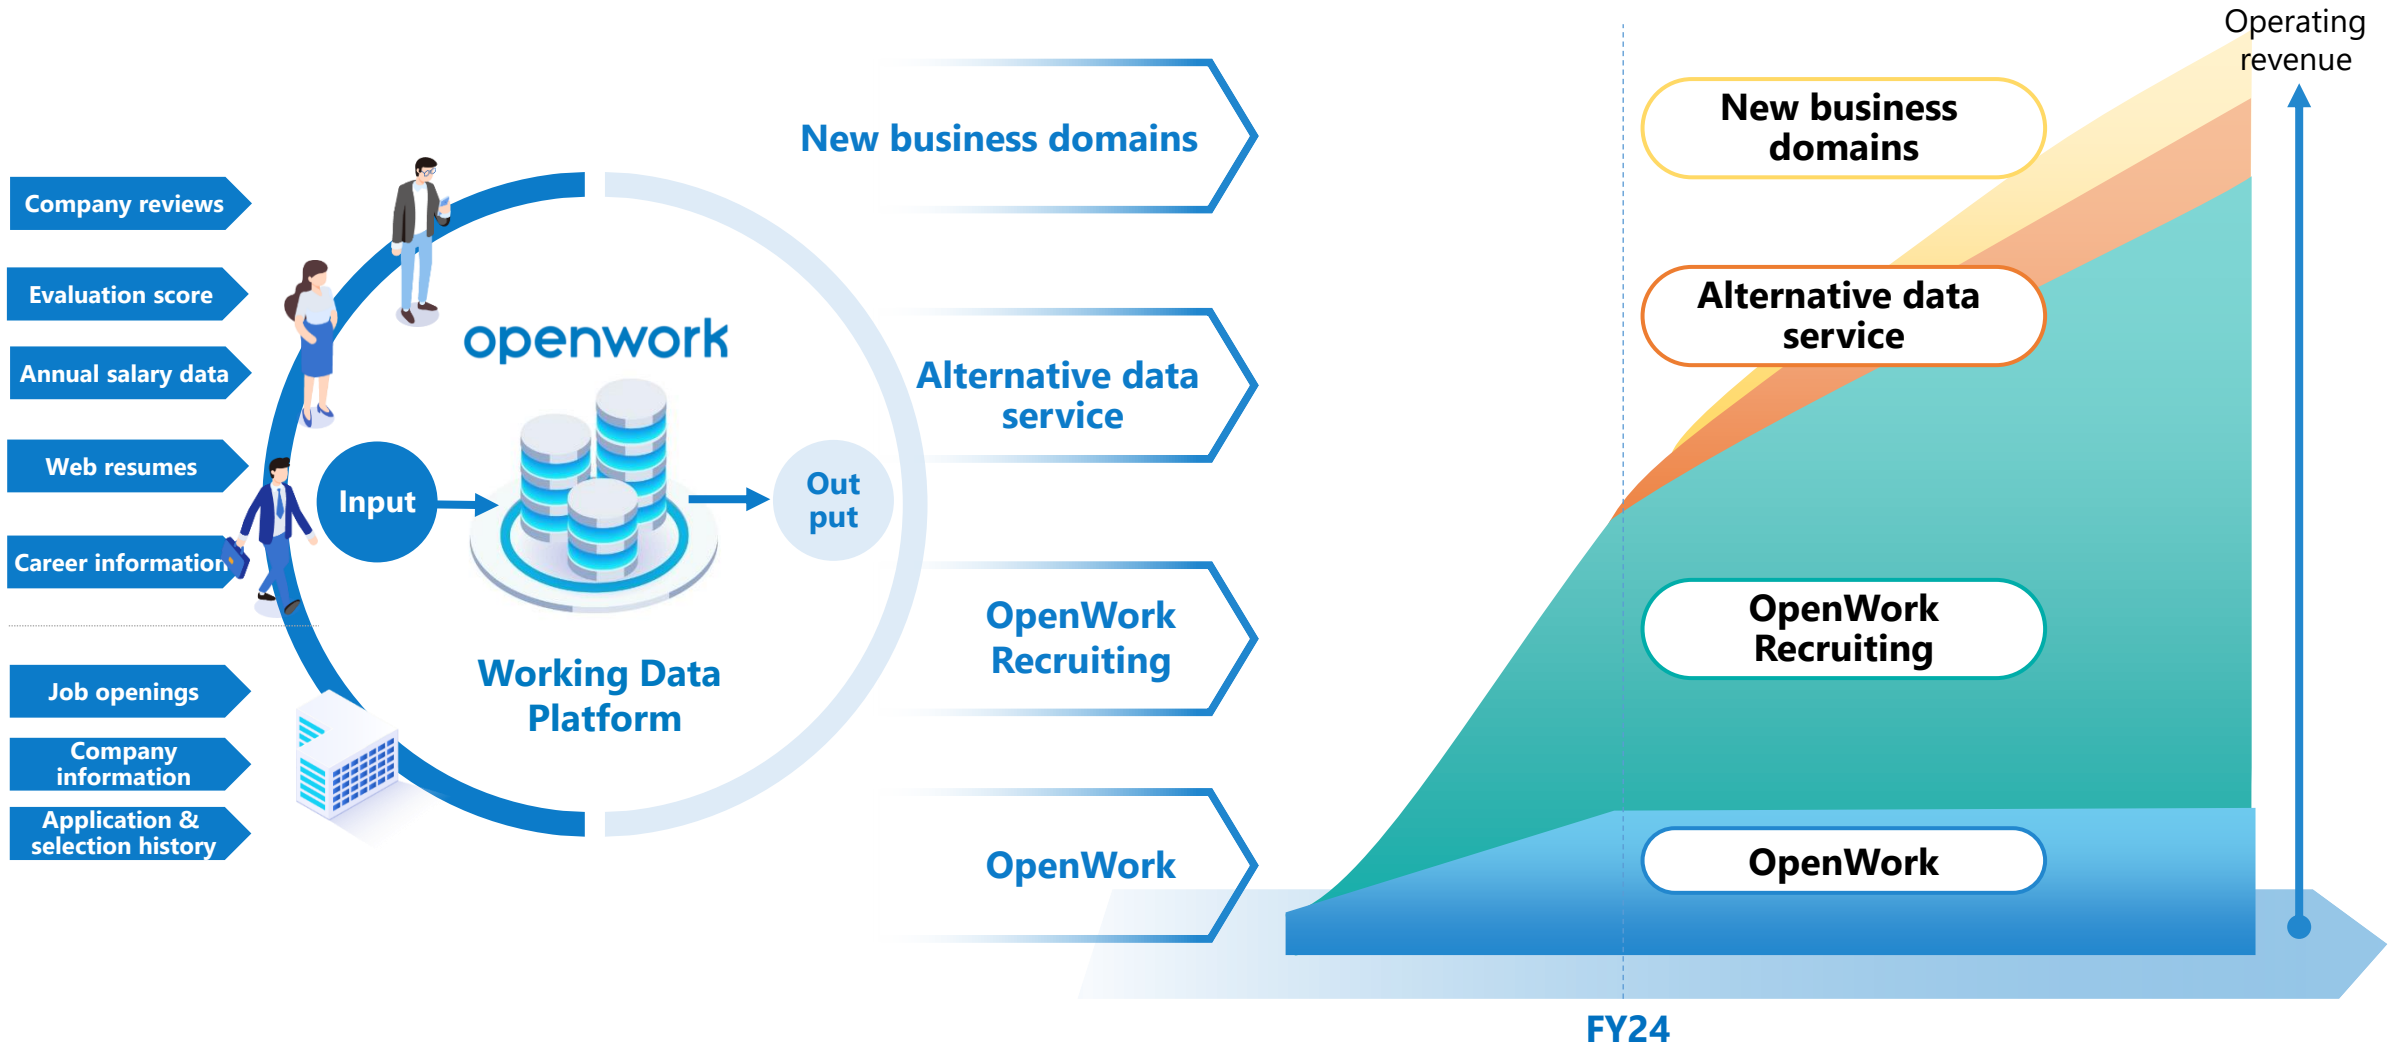 Company reviews
Evaluation score
Annual salary data
Web resumes
Career information
Job openings
Company
information
Application &
selection history
Input
openwork
Working Data
Platform
Out
put
New business domains
Alternative data
service
OpenWork
Recruiting
OpenWork
Operating
revenue
New business
domains
Alternative data
service
OpenWork
Recruiting
OpenWork
FY24